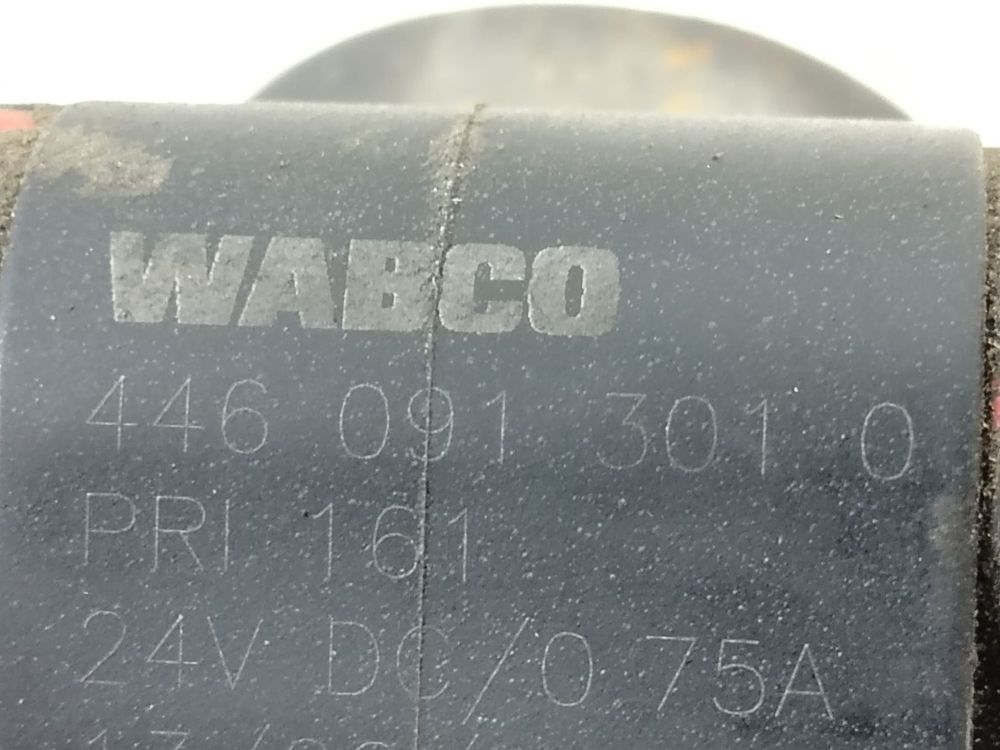 WABCO
446 091 301 0
PRI 161
24V DC/0 75A